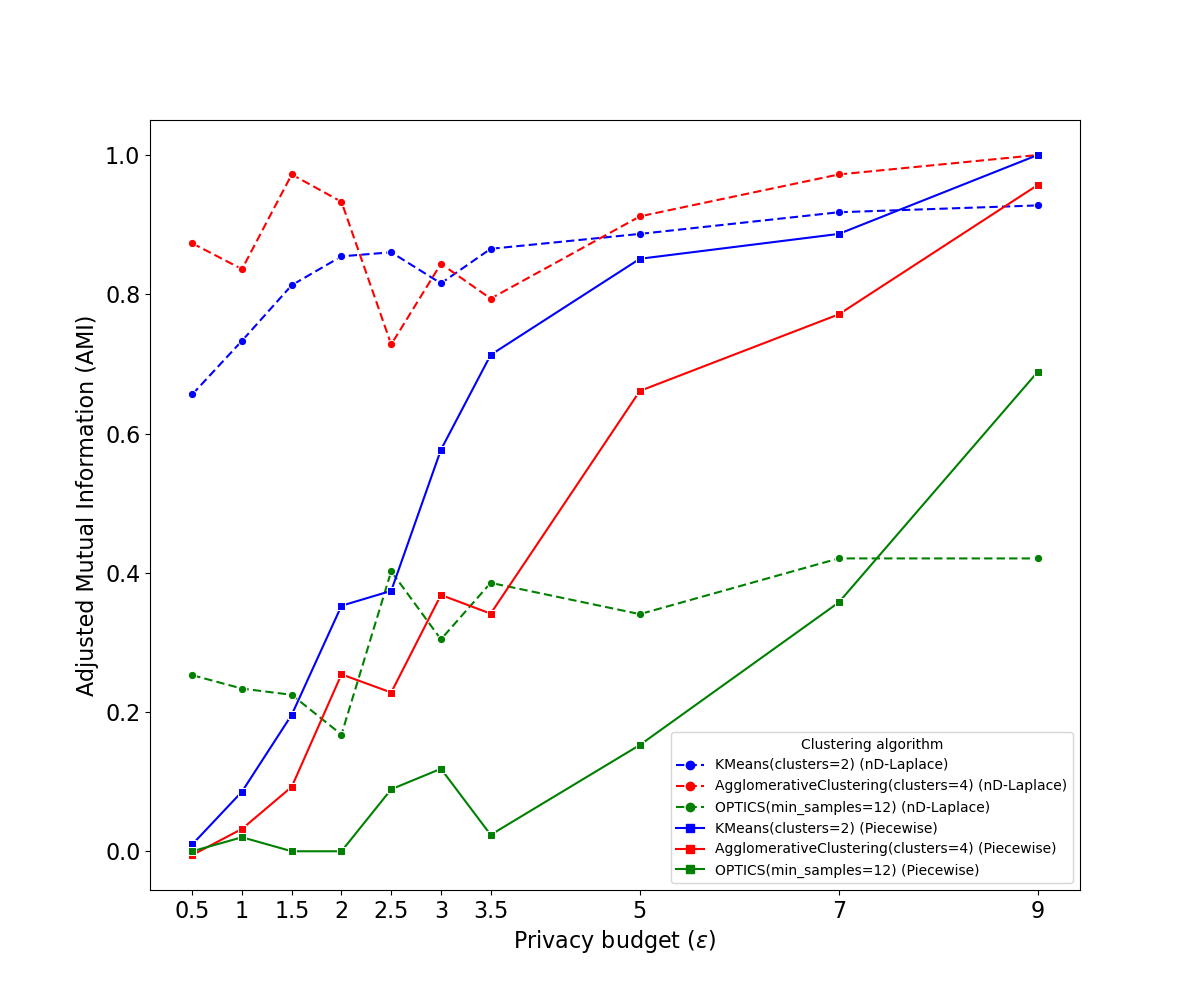 1.0
0.8
0.6
0.4
0.2
0.0
Adjusted Mutual Information (AMI)
0.5 1 1.5 2 2.5 3 3.5 5 7 9
Privacy budget (ε)
Clustering algorithm
KMeans(clusters=2) (nD-Laplace)
AgglomerativeClustering(clusters=4) (nD-Laplace)
OPTICS(min_samples=12) (nD-Laplace)
KMeans(clusters=2) (Piecewise)
AgglomerativeClustering(clusters=4) (Piecewise)
OPTICS(min_samples=12) (Piecewise)